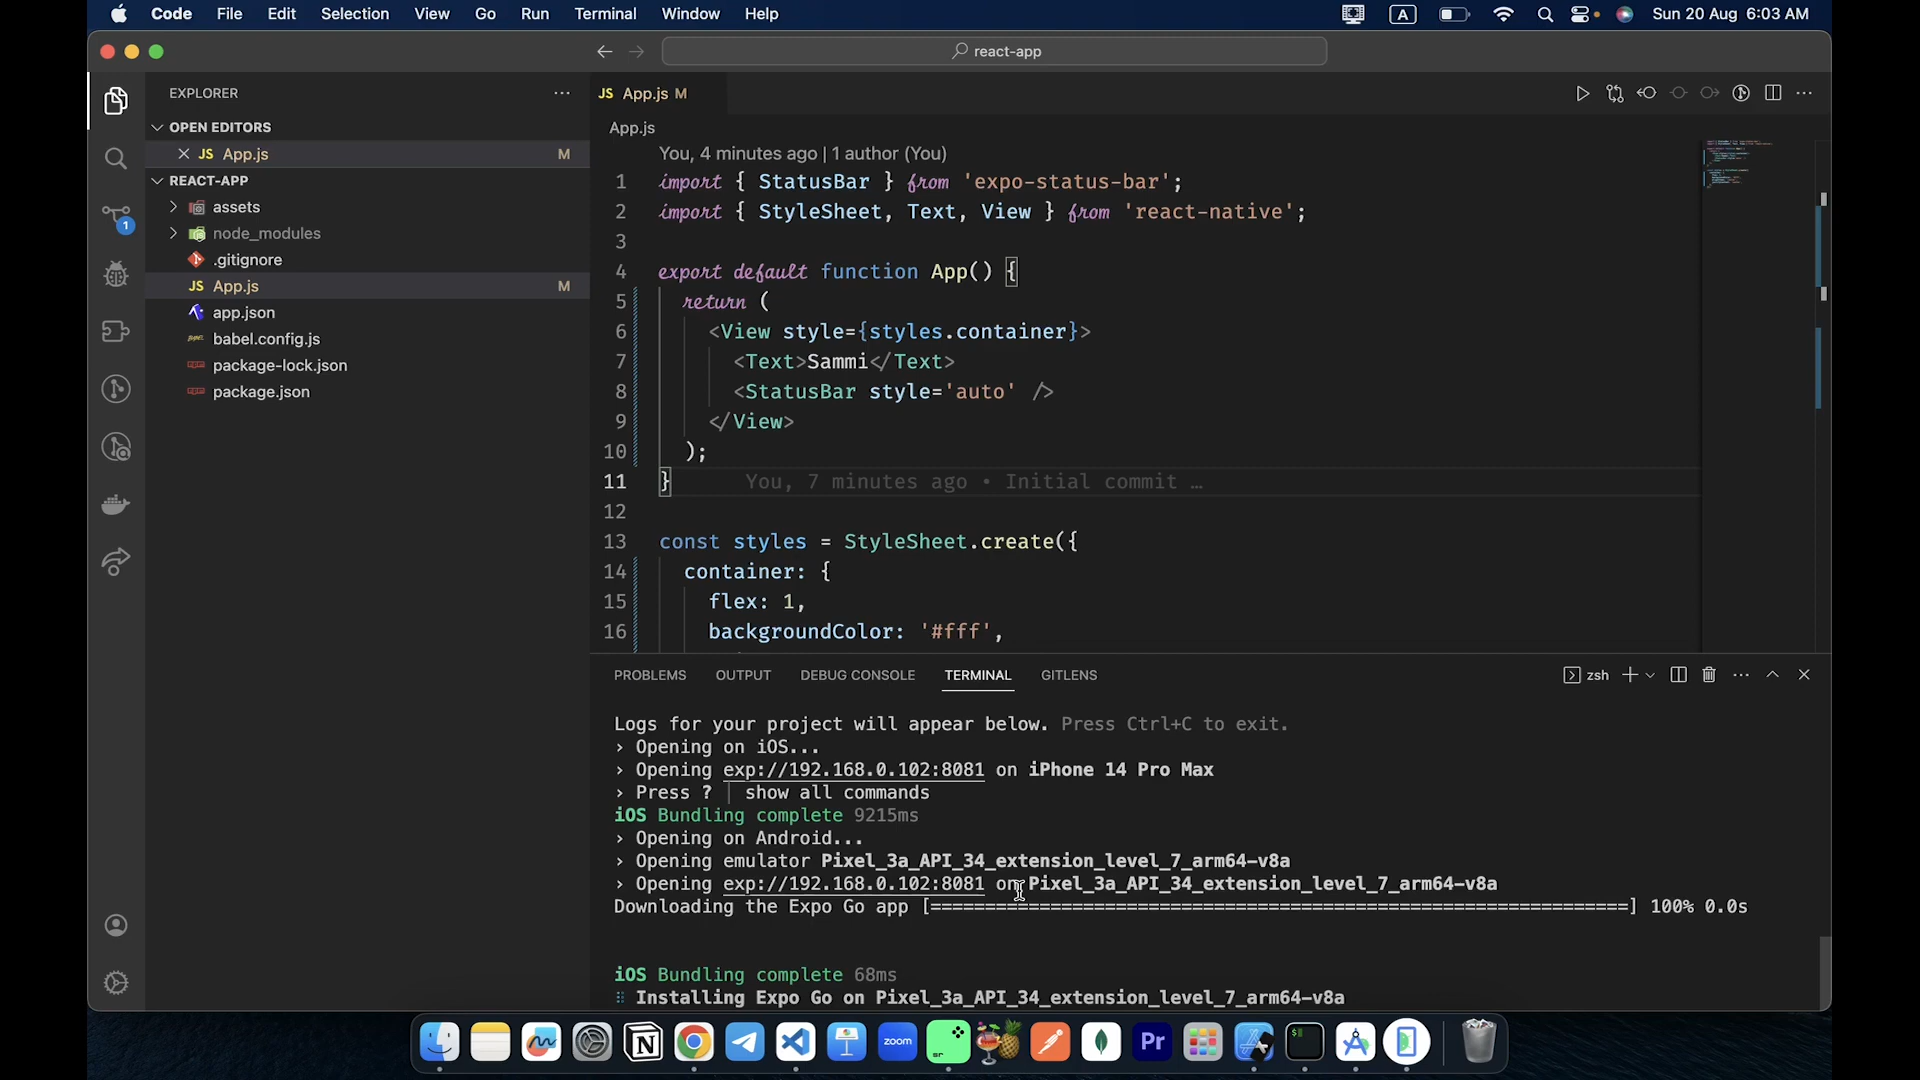 Code File Edit Selection View Go Run Terminal Window Help A Sun 20 Aug 6:03 AM
react-app
EXPLORER
OPEN EDITORS
JS App.js M
REACT-APP
assets
node_modules
.gitignore
JS App.js M
app.json
babel.config.js
package-lock.json
package.json
1
JS App.js M
App.js
You, 4 minutes ago | 1 author (You)
1 import { StatusBar } from 'expo-status-bar';
2 import { StyleSheet, Text, View } from 'react-native';
3
4 export default function App() {
5 return (
6 <View style={styles.container}>
7 <Text>Sammi</Text>
8 <StatusBar style='auto' />
9 </View>
10 );
11 } You, 7 minutes ago • Initial commit …
12
13 const styles = StyleSheet.create({
14 container: {
15 flex: 1,
16 backgroundColor: '#fff',
PROBLEMS OUTPUT DEBUG CONSOLE TERMINAL GITLENS zsh
Logs for your project will appear below. Press Ctrl+C to exit.
› Opening on iOS...
› Opening exp://192.168.0.102:8081 on iPhone 14 Pro Max
› Press ? │ show all commands
iOS Bundling complete 9215ms
› Opening on Android...
› Opening emulator Pixel_3a_API_34_extension_level_7_arm64-v8a
› Opening exp://192.168.0.102:8081 on Pixel_3a_API_34_extension_level_7_arm64-v8a
Downloading the Expo Go app [================================================================] 100% 0.0s
iOS Bundling complete 68ms
⠿ Installing Expo Go on Pixel_3a_API_34_extension_level_7_arm64-v8a
zoom br Pr